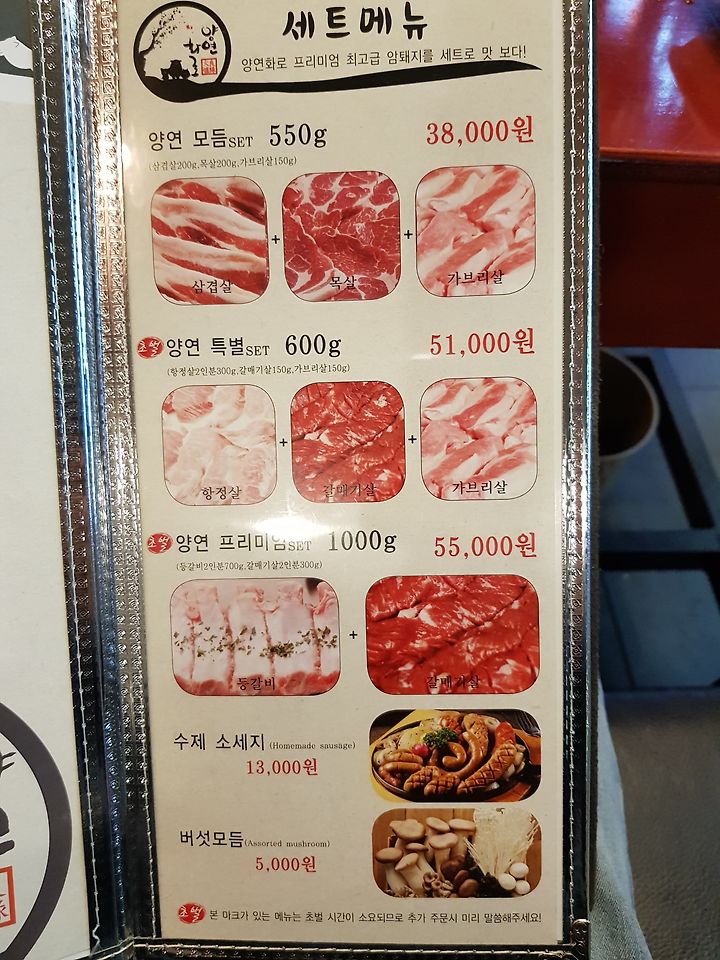 양연화로
세트메뉴
양연화로 프리미엄 최고급 암퇘지를 세트로 맛 보다!
양연 모듬SET 550g 38,000원
(삼겹살200g,목살200g,가브리살150g)
삼겹살 + 목살 + 가브리살
초벌 양연 특별SET 600g 51,000원
(항정살2인분300g,갈매기살150g,가브리살150g)
항정살 + 갈매기살 + 가브리살
초벌 양연 프리미엄SET 1000g 55,000원
(등갈비2인분700g,갈매기살2인분300g)
등갈비 + 갈매기살
수제 소세지 (Homemade sausage)
13,000원
버섯모듬(Assorted mushroom)
5,000원
초벌 본 마크가 있는 메뉴는 초벌 시간이 소요되므로 추가 주문시 미리 말씀해주세요!